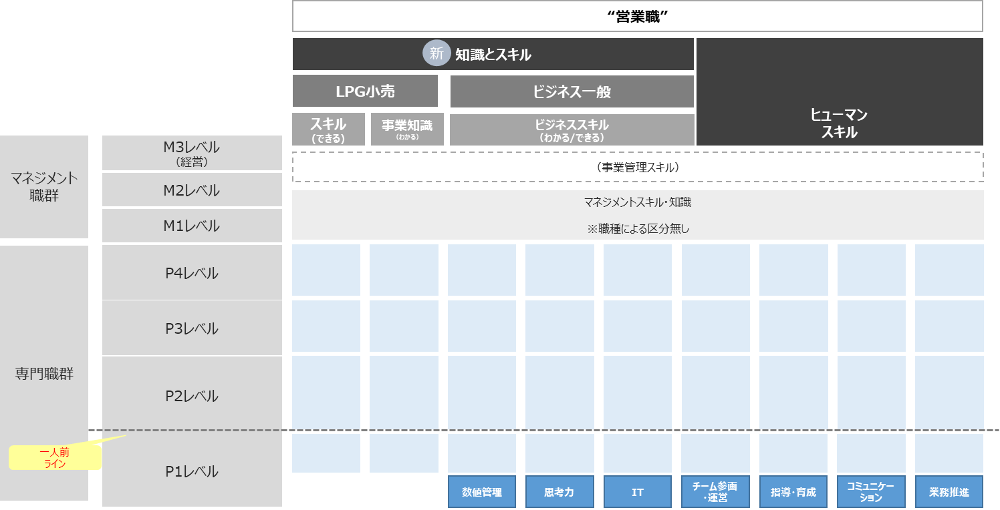 “営業職”
新 知識とスキル
LPG小売
ビジネス一般
ヒューマン
スキル
スキル
(できる)
事業知識
(わかる)
ビジネススキル
(わかる/できる)
マネジメント
職群
M3レベル
(経営)
M2レベル
M1レベル
(事業管理スキル)
マネジメントスキル・知識
※職種による区分無し
専門職群
P4レベル
P3レベル
P2レベル
一人前
ライン
P1レベル
数値管理
思考力
IT
チーム参画
・運営
指導・育成
コミュニケー
ション
業務推進